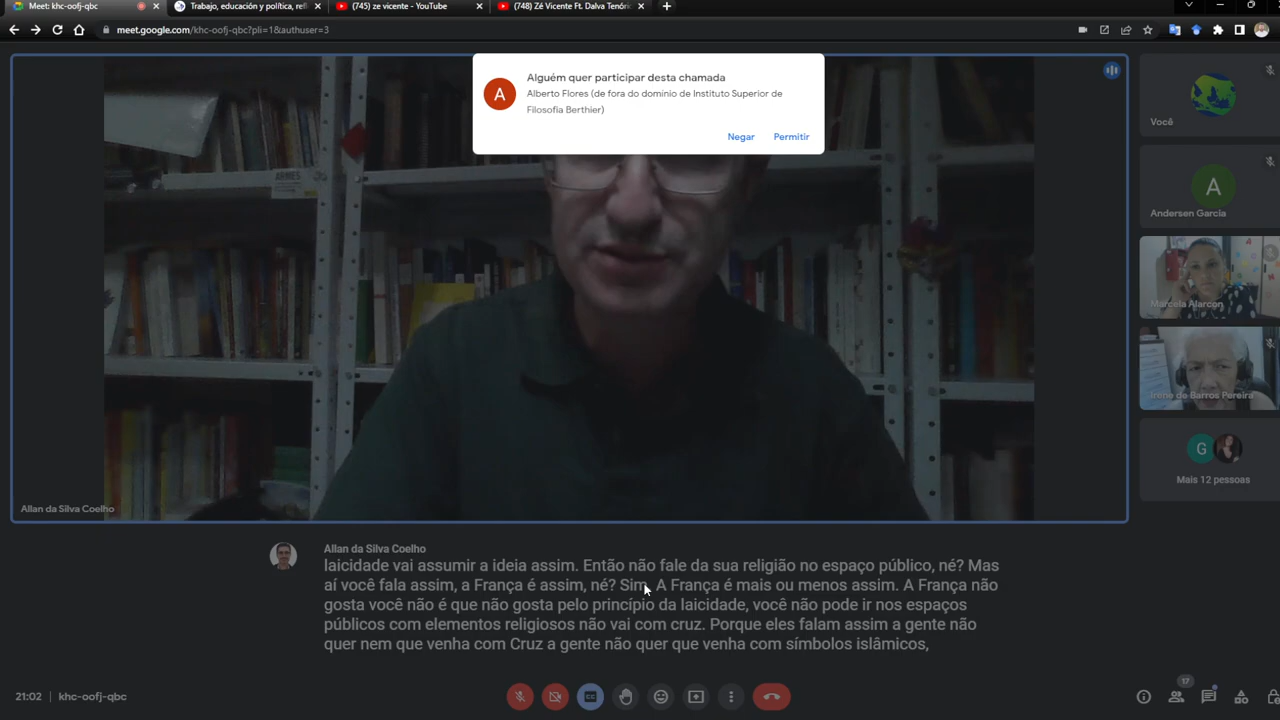 Meet: khc-oofj-qbc
Trabajo, educación y política, refl
(745) ze vicente - YouTube
(748) Zé Vicente Ft. Dalva Tenóri
meet.google.com/khc-oofj-qbc?pli=1&authuser=3
Alguém quer participar desta chamada
A
Alberto Flores (de fora do domínio de Instituto Superior de
Filosofia Berthier)
Negar
Permitir
Você
A
Andersen Garcia
Marcela Alarcon
Irene de Barros Pereira
G
Mais 12 pessoas
ARMES
Allan da Silva Coelho
Allan da Silva Coelho
laicidade vai assumir a ideia assim. Então não fale da sua religião no espaço público, né? Mas
aí você fala assim, a França é assim, né? Sim. A França é mais ou menos assim. A França não
gosta você não é que não gosta pelo princípio da laicidade, você não pode ir nos espaços
públicos com elementos religiosos não vai com cruz. Porque eles falam assim a gente não
quer nem que venha com Cruz a gente não quer que venha com símbolos islâmicos,
21:02
khc-oofj-qbc
CC
17